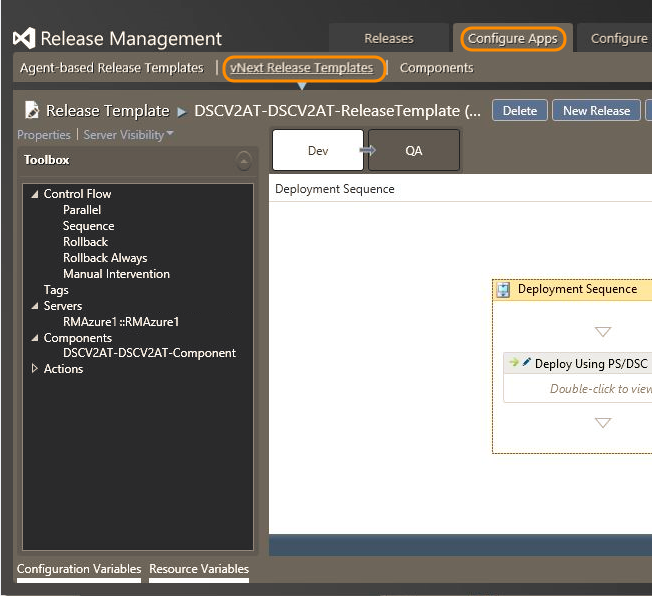 Release Management
Releases
Configure Apps
Configure
Agent-based Release Templates | vNext Release Templates | Components
Release Template ▶ DSCV2AT-DSCV2AT-ReleaseTemplate (...
Delete
New Release
Properties | Server Visibility
Toolbox
Dev
QA
Deployment Sequence
Control Flow
Parallel
Sequence
Rollback
Rollback Always
Manual Intervention
Tags
Servers
RMAzure1::RMAzure1
Components
DSCV2AT-DSCV2AT-Component
Actions
Deployment Sequence
Deploy Using PS/DSC
Double-click to view
Configuration Variables
Resource Variables